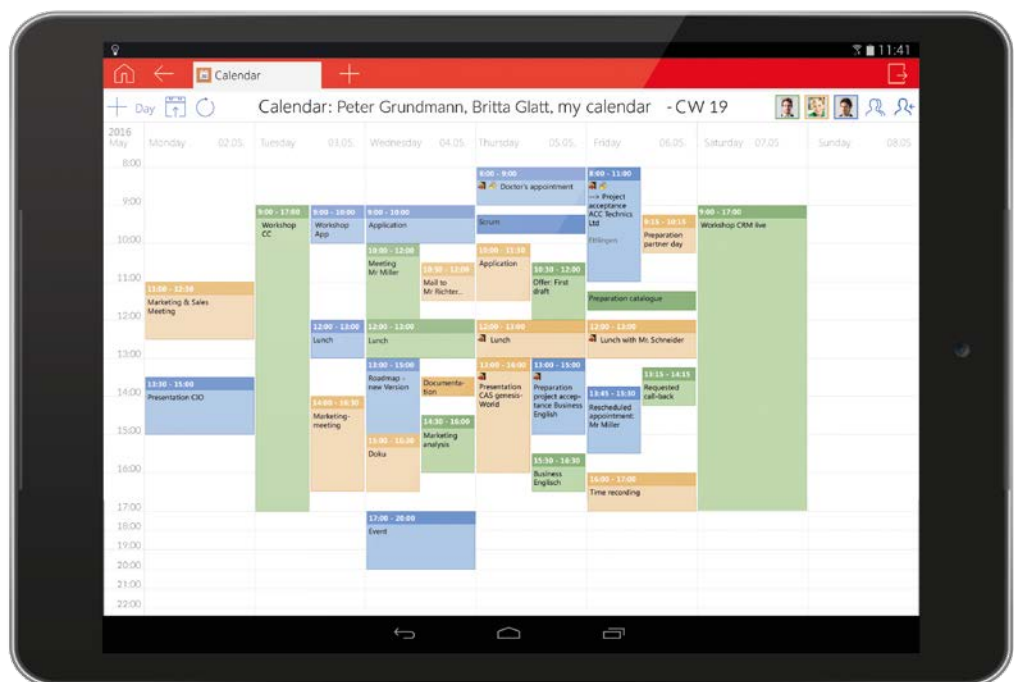 11:41
Calendar
Day
Calendar: Peter Grundmann, Britta Glatt, my calendar - CW 19
2016
May
Monday 02.05.
Tuesday 03.05.
Wednesday 04.05.
Thursday 05.05.
Friday 06.05.
Saturday 07.05
Sunday 08.05
8:00
9:00
10:00
11:00
12:00
13:00
14:00
15:00
16:00
17:00
18:00
19:00
20:00
21:00
22:00
11:00 - 12:30
Marketing & Sales
Meeting
13:30 - 15:00
Presentation CIO
9:00 - 17:00
Workshop
CC
9:00 - 10:00
Workshop
App
12:00 - 13:00
Lunch
14:00 - 16:30
Marketing-
meeting
9:00 - 10:00
Application
10:00 - 12:00
Meeting
Mr Miller
10:30 - 12:00
Mail to
Mr Richter...
12:00 - 13:00
Lunch
13:00 - 15:00
Roadmap -
new Version
Documenta-
tion
14:30 - 16:00
Marketing
analysis
15:00 - 16:30
Doku
17:00 - 20:00
Event
8:00 - 9:00
Doctor's appointment
Scrum
10:00 - 11:30
Application
10:30 - 12:00
Offer: First
draft
12:00 - 13:00
Lunch
13:00 - 16:00
Presentation
CAS genesis-
World
13:00 - 15:00
Preparation
project accep-
tance Business
English
15:30 - 16:30
Business
Englisch
8:00 - 11:00
---> Project
acceptance
ACC Technics
Ltd
Ettlingen
9:15 - 10:15
Preparation
partner day
Preparation catalogue
12:00 - 13:00
Lunch with Mr. Schneider
13:15 - 14:15
Requested
call-back
13:45 - 15:30
Rescheduled
appointment:
Mr Miller
16:00 - 17:00
Time recording
9:00 - 17:00
Workshop CRM live